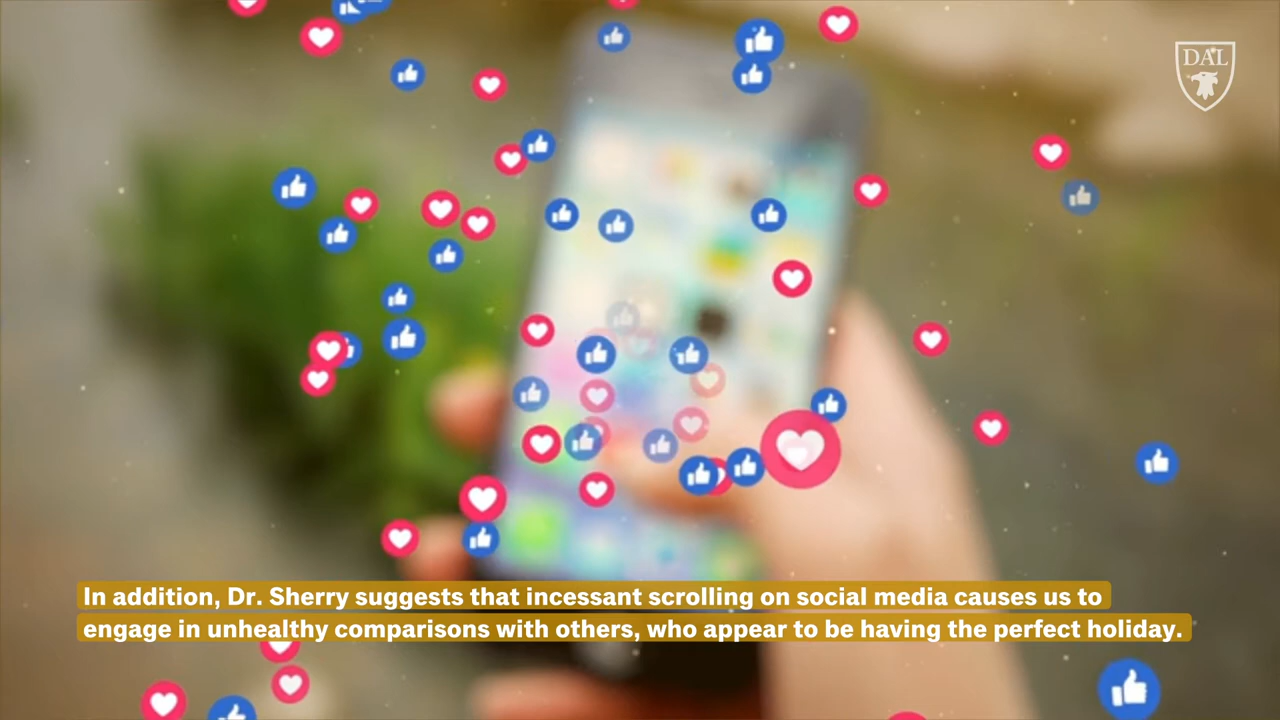 DAL
In addition, Dr. Sherry suggests that incessant scrolling on social media causes us to
engage in unhealthy comparisons with others, who appear to be having the perfect holiday.